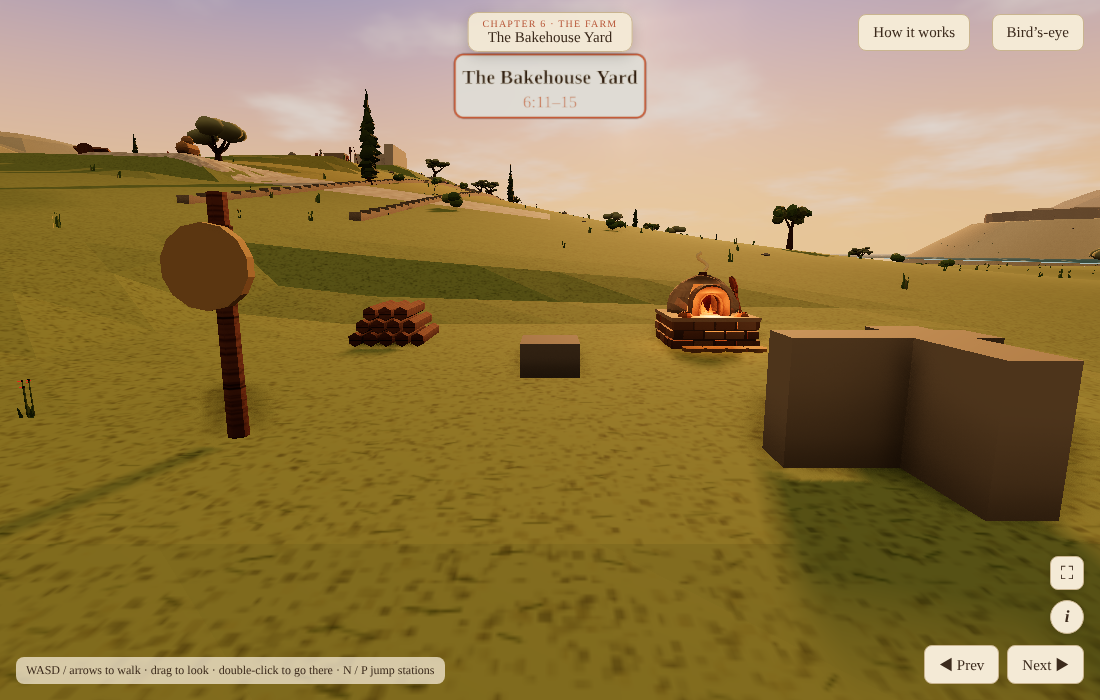 CHAPTER 6 · THE FARM
The Bakehouse Yard
How it works
Bird's-eye
The Bakehouse Yard
6:11–15
i
WASD / arrows to walk · drag to look · double-click to go there · N / P jump stations
◀ Prev
Next ▶